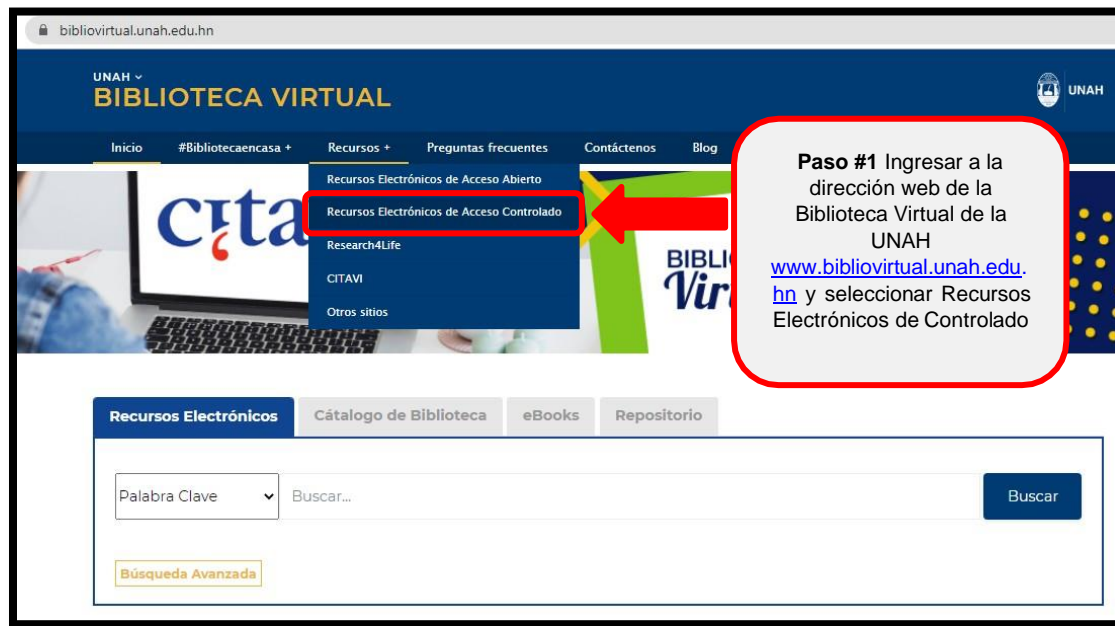 bibliovirtual.unah.edu.hn
UNAH
BIBLIOTECA VIRTUAL
UNAH
Inicio #Bibliotecaencasa + Recursos + Preguntas frecuentes Contáctenos Blog
Recursos Electrónicos de Acceso Abierto
Recursos Electrónicos de Acceso Controlado
Research4Life
CITAVI
Otros sitios
Paso #1 Ingresar a la
dirección web de la
Biblioteca Virtual de la
UNAH
www.bibliovirtual.unah.edu.
hn y seleccionar Recursos
Electrónicos de Controlado
Recursos Electrónicos Cátalogo de Biblioteca eBooks Repositorio
Palabra Clave Buscar... Buscar
Búsqueda Avanzada